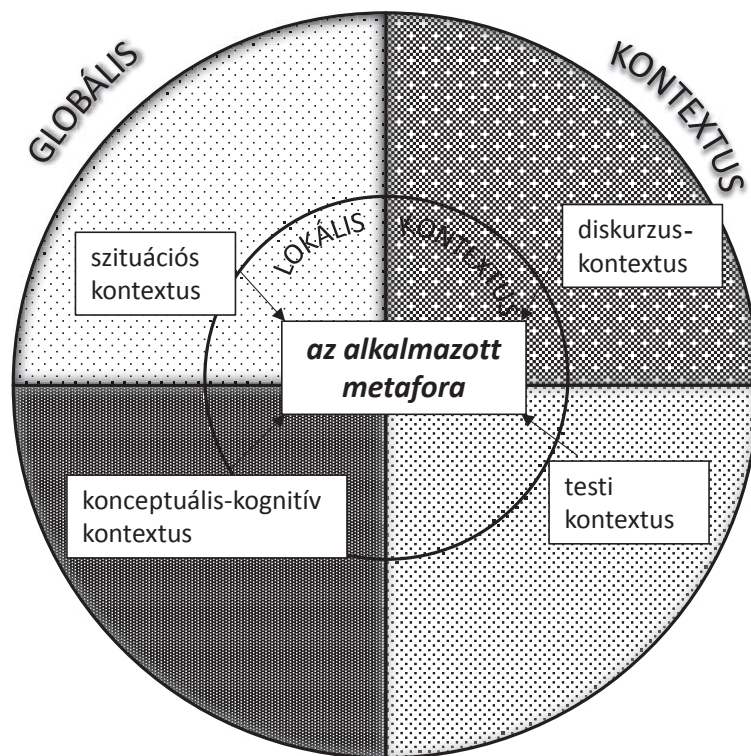 GLOBÁLIS
KONTEXTUS
LOKÁLIS
KONTEXTUS
szituációs
kontextus
diskurzus-
kontextus
az alkalmazott
metafora
konceptuális-kognitív
kontextus
testi
kontextus